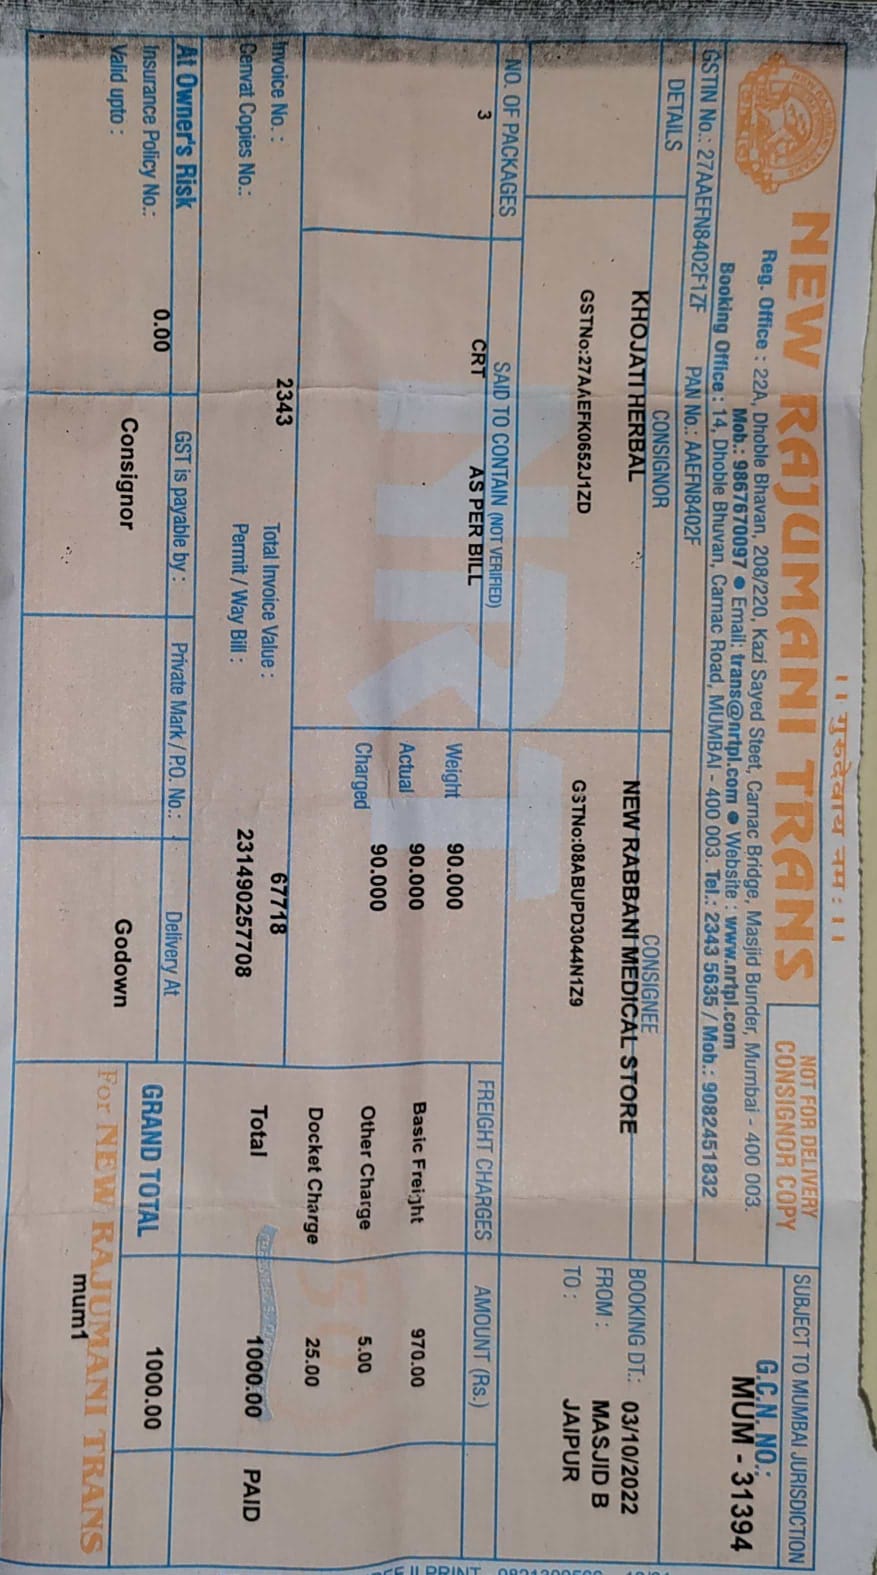 ।। गुरुदेवाय नमः ।।
NEW RAJUMANI TRANS
Reg. Office : 22A, Dhoble Bhavan, 208/220, Kazi Sayed Steet, Carnac Bridge, Masjid Bunder, Mumbai - 400 003.
Mob.: 9867670097 ● Email: trans@nrtpl.com ● Website : www.nrtpl.com
Booking Office : 14, Dhoble Bhuvan, Carnac Road, MUMBAI - 400 003. Tel.: 2343 5635 / Mob.: 9082451832
GSTIN No.: 27AAEFN8402F1ZF PAN No.: AAEFN8402F
NOT FOR DELIVERY
CONSIGNOR COPY
SUBJECT TO MUMBAI JURISDICTION
G.C.N. NO.:
MUM - 31394
DETAILS
CONSIGNOR
CONSIGNEE
KHOJATI HERBAL
GSTNo:27AAEFK0652J1ZD
NEW RABBANI MEDICAL STORE
GSTNo:08ABUPD3044N1Z9
BOOKING DT.: 03/10/2022
FROM : MASJID B
TO : JAIPUR
NO. OF PACKAGES
SAID TO CONTAIN (NOT VERIFIED)
3
CRT AS PER BILL
NRT
Weight 90.000
Actual 90.000
Charged 90.000
FREIGHT CHARGES AMOUNT (Rs.)
Basic Freight 970.00
Other Charge 5.00
Docket Charge 25.00
Total 1000.00 PAID
Invoice No. : 2343 Total Invoice Value : 67718
Cenvat Copies No.: Permit / Way Bill : 231490257708
At Owner's Risk
Insurance Policy No.: 0.00
Valid upto :
GST is payable by :
Consignor
Private Mark / P.O. No.:
Delivery At
Godown
GRAND TOTAL 1000.00
For NEW RAJUMANI TRANS
mum1